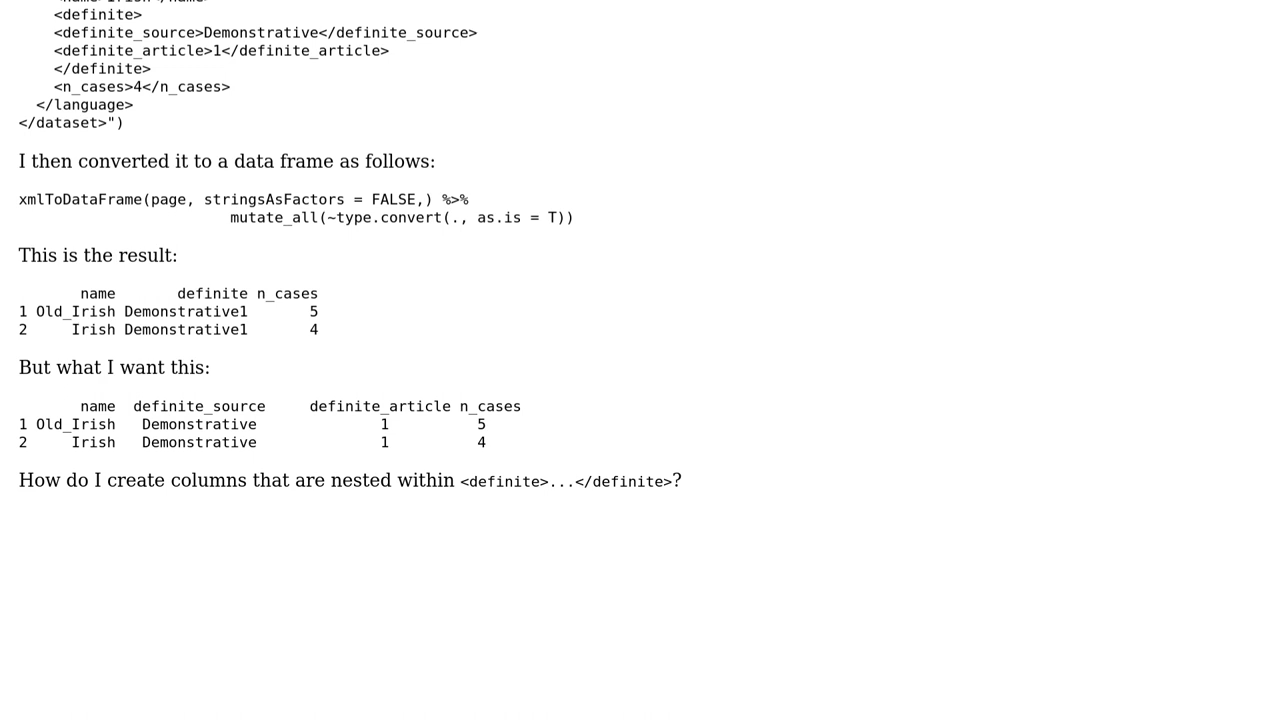 <name>Irish</name>
<definite>
<definite_source>Demonstrative</definite_source>
<definite_article>1</definite_article>
</definite>
<n_cases>4</n_cases>
</language>
</dataset>")
I then converted it to a data frame as follows:
xmlToDataFrame(page, stringsAsFactors = FALSE,) %>%
mutate_all(~type.convert(., as.is = T))
This is the result:
name definite n_cases
1 Old_Irish Demonstrative1 5
2 Irish Demonstrative1 4
But what I want this:
name definite_source definite_article n_cases
1 Old_Irish Demonstrative 1 5
2 Irish Demonstrative 1 4
How do I create columns that are nested within <definite>...</definite>?